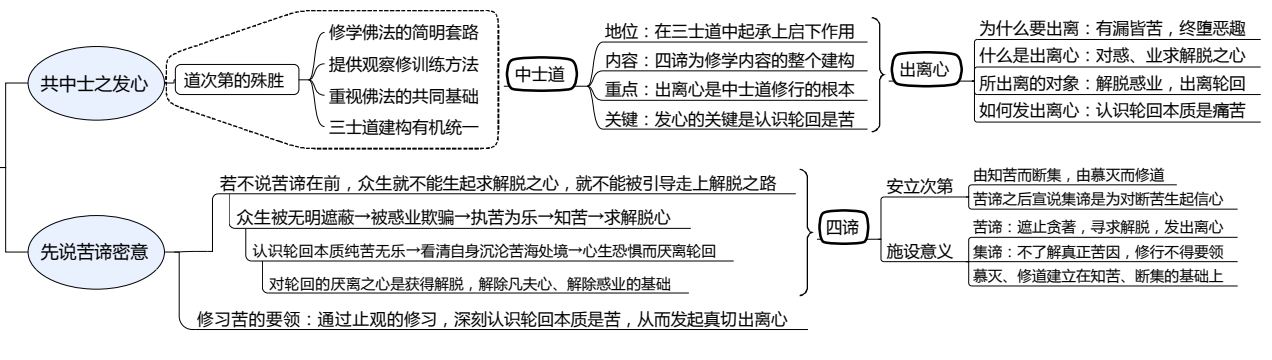 共中士之发心
道次第的殊胜
修学佛法的简明套路
提供观察修训练方法
重视佛法的共同基础
三士道建构有机统一
中士道
地位：在三士道中起承上启下作用
内容：四谛为修学内容的整个建构
重点：出离心是中士道修行的根本
关键：发心的关键是认识轮回是苦
出离心
为什么要出离：有漏皆苦，终堕恶趣
什么是出离心：对惑、业求解脱之心
所出离的对象：解脱惑业，出离轮回
如何发出离心：认识轮回本质是痛苦
先说苦谛密意
若不说苦谛在前，众生就不能生起求解脱之心，就不能被引导走上解脱之路
众生被无明遮蔽→被惑业欺骗→执苦为乐→知苦→求解脱心
认识轮回本质纯苦无乐→看清自身沉沦苦海处境→心生恐惧而厌离轮回
对轮回的厌离之心是获得解脱，解除凡夫心、解除惑业的基础
修习苦的要领：通过止观的修习，深刻认识轮回本质是苦，从而发起真切出离心
四谛
安立次第
由知苦而断集，由慕灭而修道
苦谛之后宣说集谛是为对断苦生起信心
施设意义
苦谛：遮止贪著，寻求解脱，发出离心
集谛：不了解真正苦因，修行不得要领
慕灭、修道建立在知苦、断集的基础上